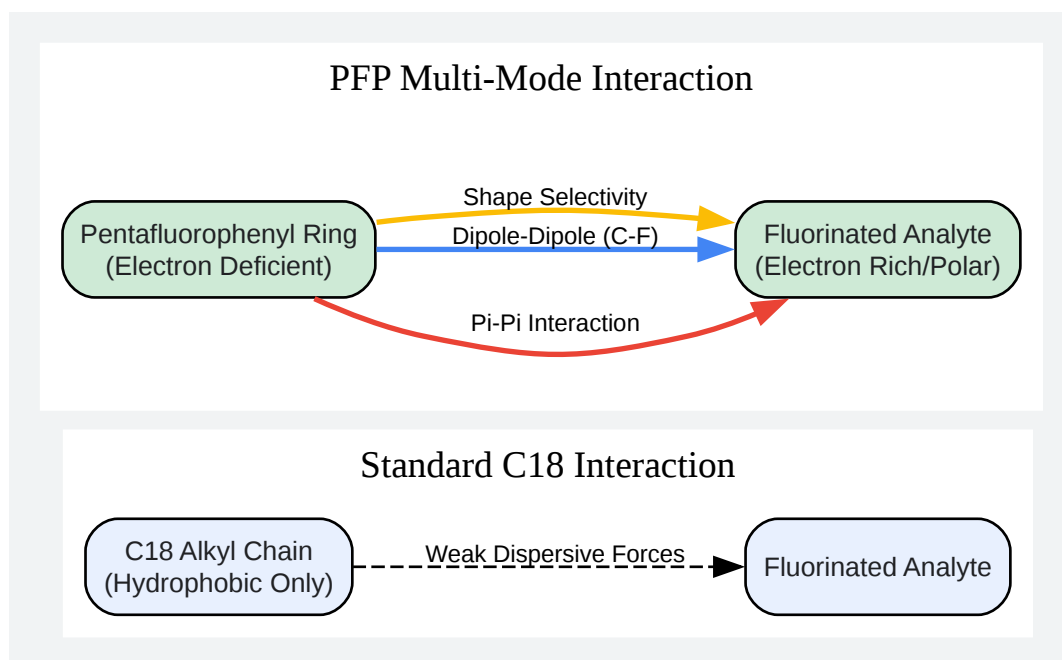 PFP Multi-Mode Interaction
Shape Selectivity
Pentafluorophenyl Ring
(Electron Deficient)
Dipole-Dipole (C-F)
Fluorinated Analyte
(Electron Rich/Polar)
Pi-Pi Interaction
Standard C18 Interaction
C18 Alkyl Chain
(Hydrophobic Only)
Weak Dispersive Forces
Fluorinated Analyte